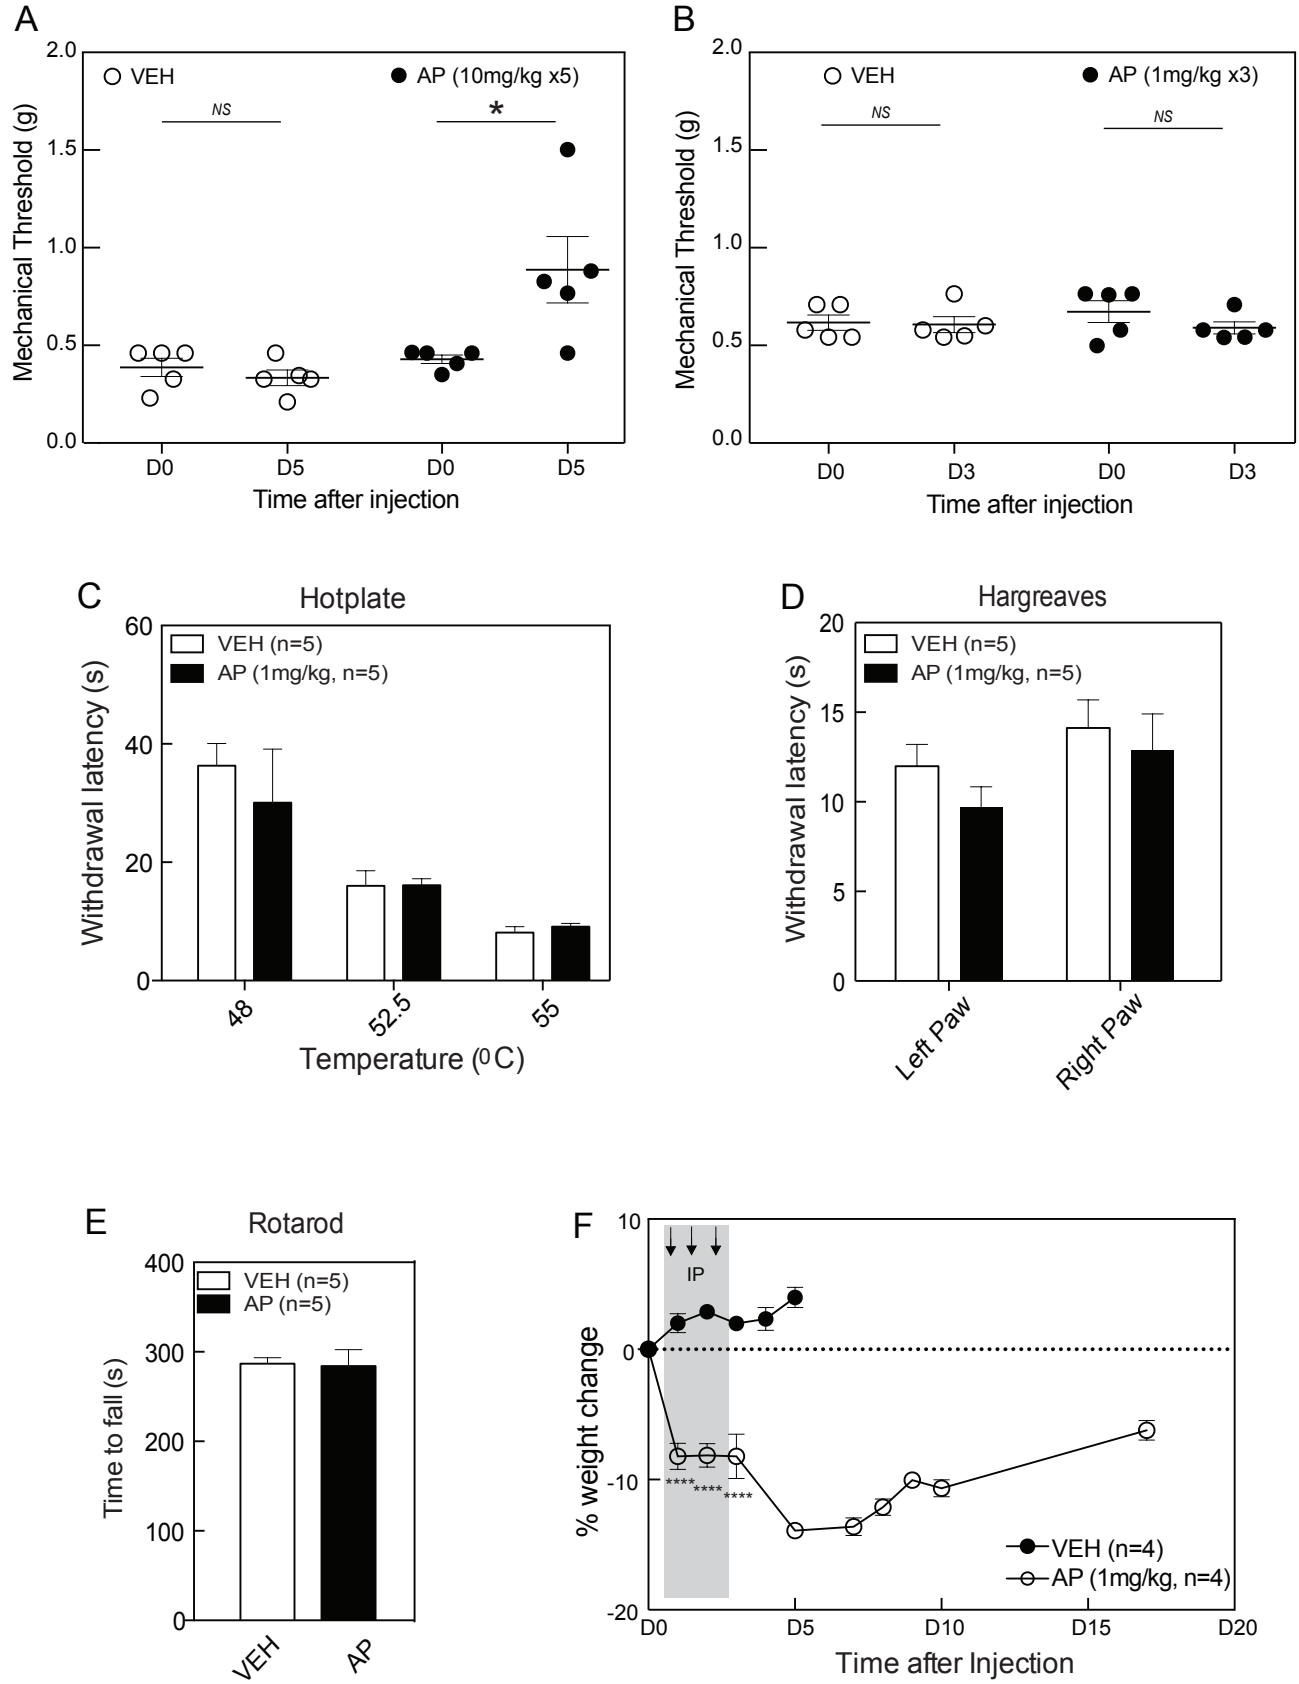 A
2.0
VEH
AP (10mg/kg x5)
NS
*
1.5
1.0
0.5
0.0
Mechanical Threshold (g)
D0
D5
D0
D5
Time after injection
B
2.0
VEH
AP (1mg/kg x3)
NS
NS
1.5
1.0
0.5
0.0
Mechanical Threshold (g)
D0
D3
D0
D3
Time after injection
C
Hotplate
60
VEH (n=5)
AP (1mg/kg, n=5)
40
20
0
Withdrawal latency (s)
48
52.5
55
Temperature (⁰C)
D
Hargreaves
20
VEH (n=5)
AP (1mg/kg, n=5)
15
10
5
0
Withdrawal latency (s)
Left Paw
Right Paw
E
Rotarod
400
VEH (n=5)
AP (n=5)
300
200
100
0
Time to fall (s)
VEH
AP
F
10
IP
0
-10
-20
% weight change
****
****
****
VEH (n=4)
AP (1mg/kg, n=4)
D0
D5
D10
D15
D20
Time after Injection